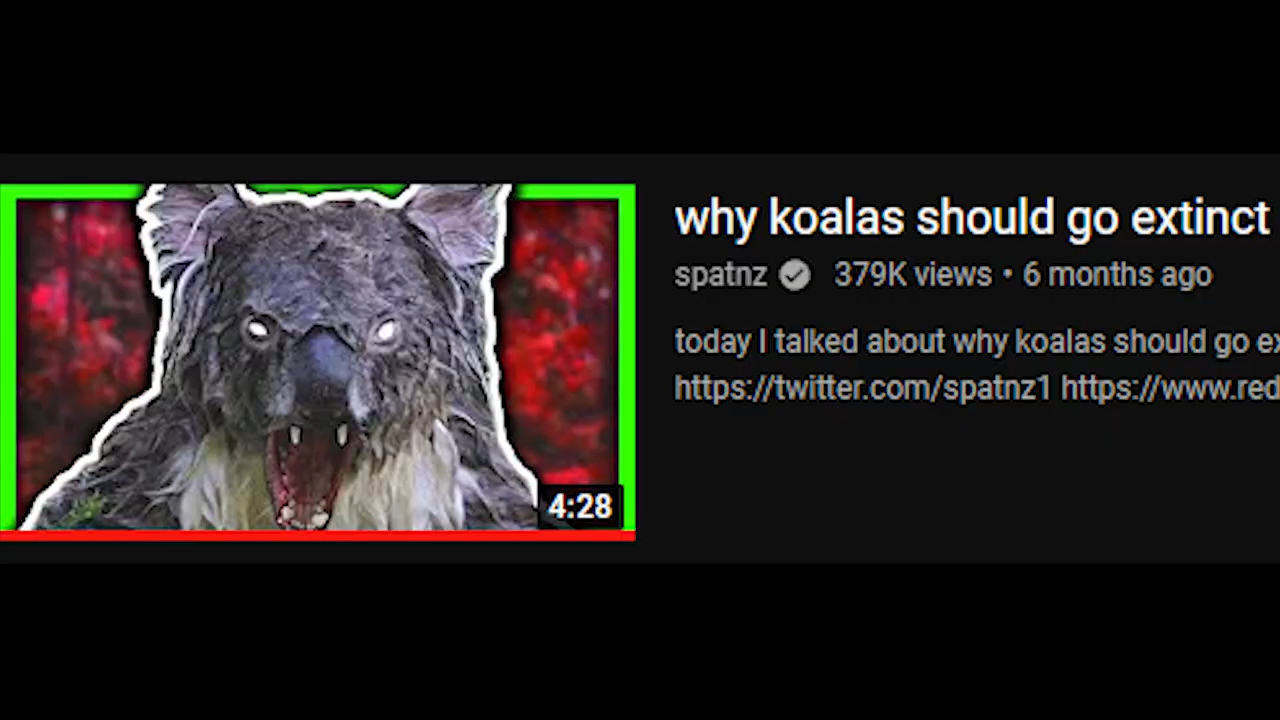 why koalas should go extinct
spatnz 379K views • 6 months ago
today I talked about why koalas should go
https://twitter.com/spatnz1 https://www.red
4:28